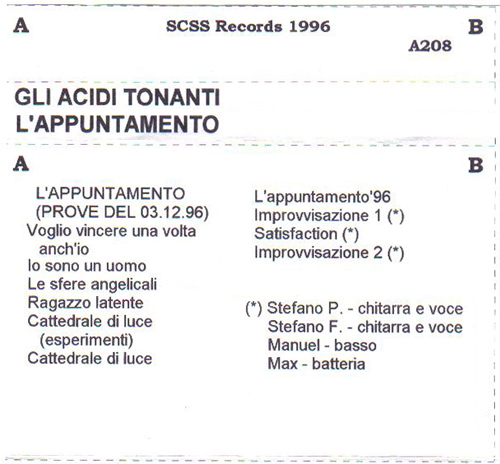 A SCSS Records 1996 B
A208
GLI ACIDI TONANTI
L'APPUNTAMENTO
A B
L'APPUNTAMENTO
(PROVE DEL 03.12.96)
Voglio vincere una volta
anch'io
Io sono un uomo
Le sfere angelicali
Ragazzo latente
Cattedrale di luce
(esperimenti)
Cattedrale di luce
L'appuntamento'96
Improvvisazione 1 (*)
Satisfaction (*)
Improvvisazione 2 (*)
(*) Stefano P. - chitarra e voce
Stefano F. - chitarra e voce
Manuel - basso
Max - batteria